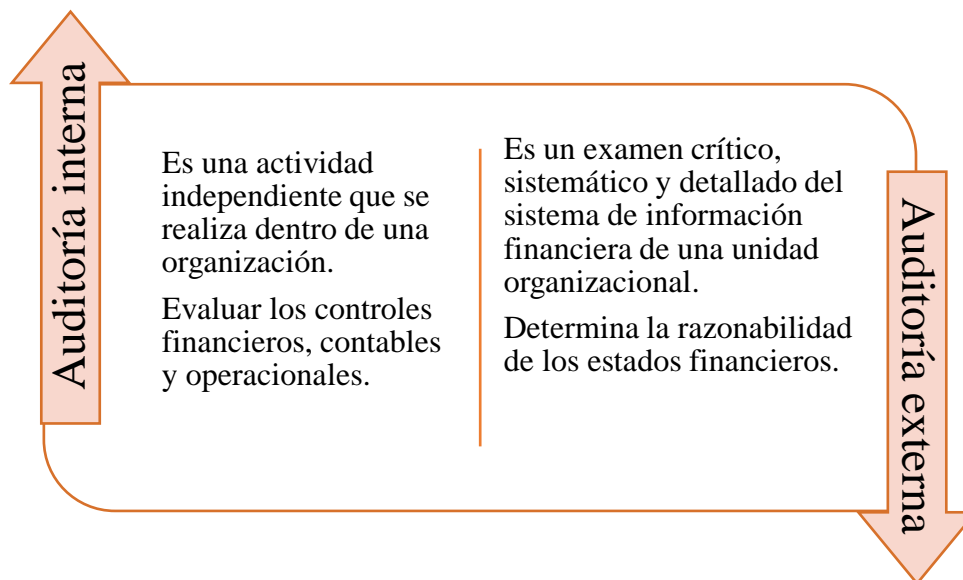 Auditoría interna
Es una actividad
independiente que se
realiza dentro de una
organización.
Evaluar los controles
financieros, contables
y operacionales.
Es un examen crítico,
sistemático y detallado del
sistema de información
financiera de una unidad
organizacional.
Determina la razonabilidad
de los estados financieros.
Auditoría externa